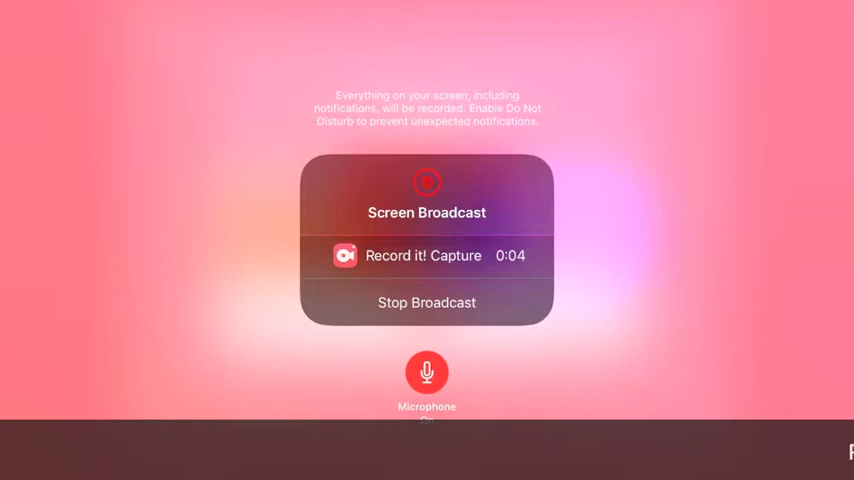 Everything on your screen, including
notifications, will be recorded. Enable Do Not
Disturb to prevent unexpected notifications.
Screen Broadcast
Record it! Capture 0:04
Stop Broadcast
Microphone
On